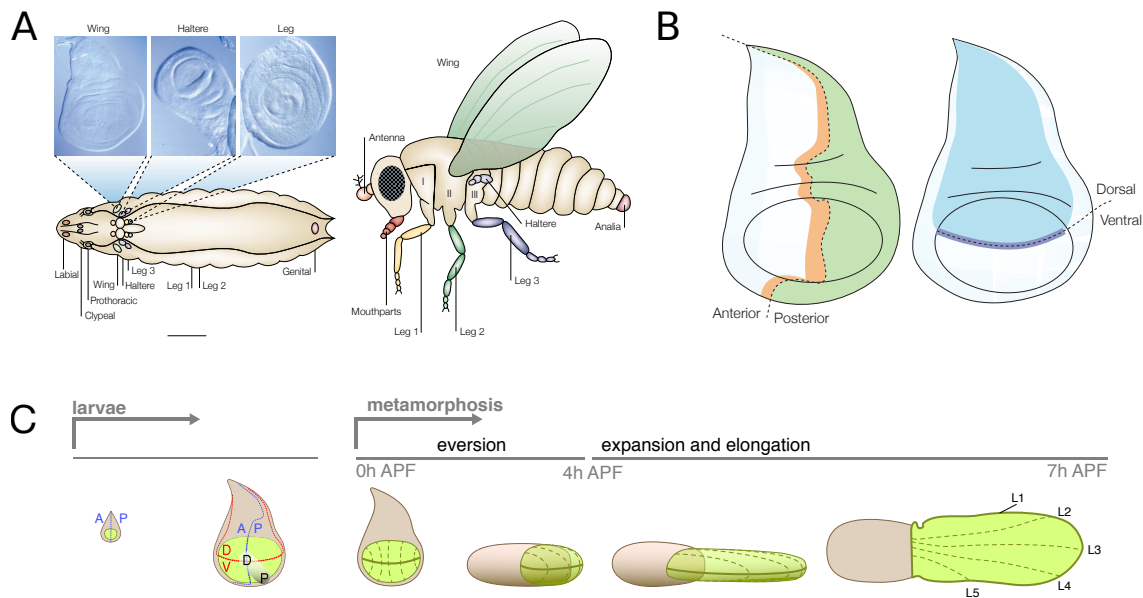 A
Wing
Haltere
Leg
Labial
Wing
Prothoracic
Clypeal
Leg 3
Haltere
Leg 1
Leg 2
Genital
Wing
Antenna
I
II
III
Haltere
Analia
Leg 3
Mouthparts
Leg 1
Leg 2
B
Dorsal
Ventral
Anterior
Posterior
C
larvae
metamorphosis
eversion
expansion and elongation
0h APF
4h APF
7h APF
A P
A P
D
V
D
P
L1
L2
L3
L4
L5